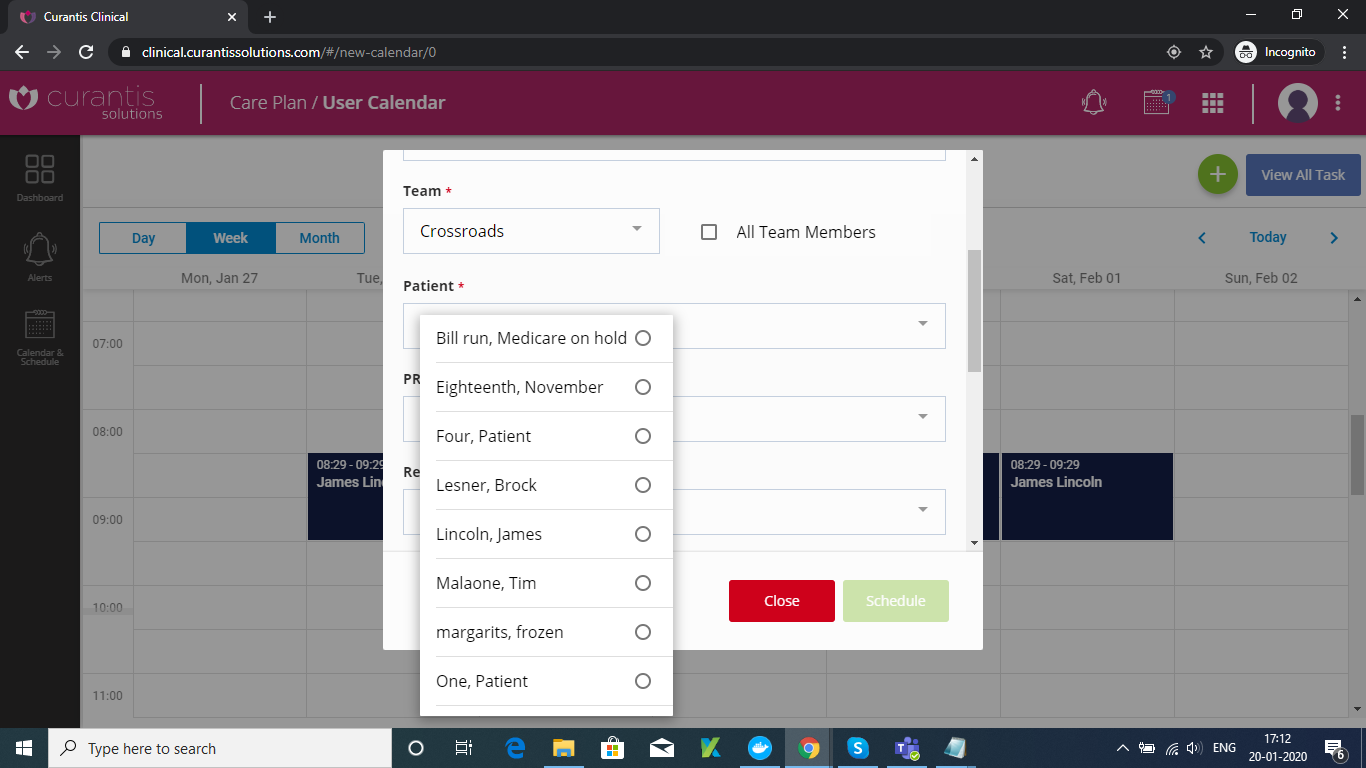 Curantis Clinical
clinical.curantissolutions.com/#/new-calendar/0
Incognito
curantis
solutions
Care Plan / User Calendar
1
Dashboard
Alerts
Calendar &
Schedule
View All Task
Day
Week
Month
Today
Mon, Jan 27
Tue,
Sat, Feb 01
Sun, Feb 02
07:00
08:00
09:00
10:00
11:00
08:29 - 09:29
James Lin
08:29 - 09:29
James Lincoln
Team *
Crossroads
All Team Members
Patient *
PR
Re
Bill run, Medicare on hold
Eighteenth, November
Four, Patient
Lesner, Brock
Lincoln, James
Malaone, Tim
margarits, frozen
One, Patient
Close
Schedule
Type here to search
ENG
17:12
20-01-2020
6